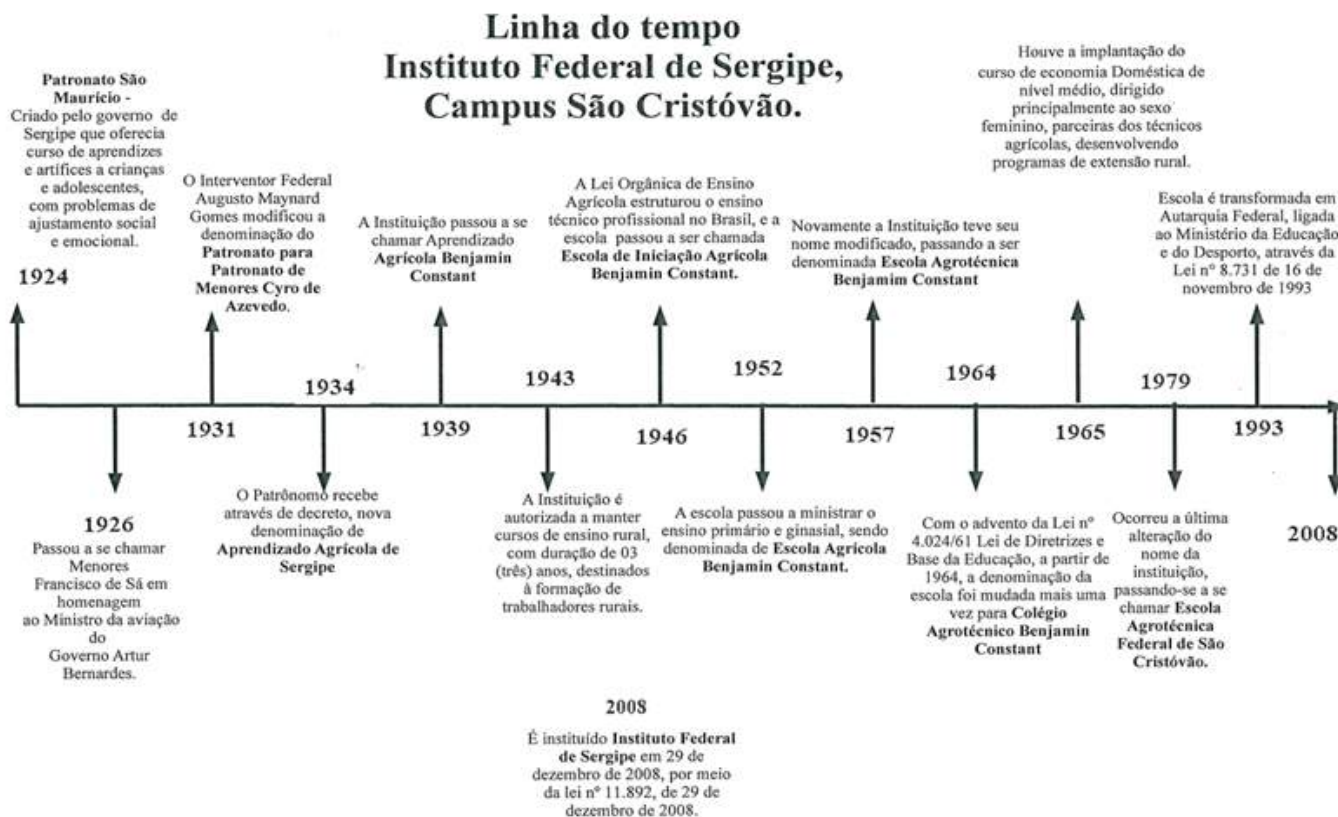 Linha do tempo
Instituto Federal de Sergipe,
Campus São Cristóvão.
Patronato São
Maurício -
Criado pelo governo de
Sergipe que oferecia
curso de aprendizes
e artífices a crianças
e adolescentes,
com problemas de
ajustamento social
e emocional.
1924
1926
Passou a se chamar
Menores
Francisco de Sá em
homenagem
ao Ministro da aviação
do
Governo Artur
Bernardes.
O Interventor Federal
Augusto Maynard
Gomes modificou a
denominação do
Patronato para
Patronato de
Menores Cyro de
Azevedo.
1931
1934
O Patrônomo recebe
através de decreto, nova
denominação de
Aprendizado Agrícola de
Sergipe
A Instituição passou a se
chamar Aprendizado
Agrícola Benjamin
Constant
1939
1943
A Instituição é
autorizada a manter
cursos de ensino rural,
com duração de 03
(três) anos, destinados
à formação de
trabalhadores rurais.
A Lei Orgânica de Ensino
Agrícola estruturou o ensino
técnico profissional no Brasil, e a
escola passou a ser chamada
Escola de Iniciação Agrícola
Benjamin Constant.
1946
1952
A escola passou a ministrar o
ensino primário e ginasial, sendo
denominada de Escola Agrícola
Benjamin Constant.
Novamente a Instituição teve seu
nome modificado, passando a ser
denominada Escola Agrotécnica
Benjamim Constant
1957
1964
Com o advento da Lei nº
4.024/61 Lei de Diretrizes e
Base da Educação, a partir de
1964, a denominação da
escola foi mudada mais uma
vez para Colégio
Agrotécnico Benjamin
Constant
Houve a implantação do
curso de economia Doméstica de
nível médio, dirigido
principalmente ao sexo
feminino, parceiras dos técnicos
agrícolas, desenvolvendo
programas de extensão rural.
1965
1979
Ocorreu a última
alteração do
nome da
instituição,
passando-se a se
chamar Escola
Agrotécnica
Federal de São
Cristóvão.
Escola é transformada em
Autarquia Federal, ligada
ao Ministério da Educação
e do Desporto, através da
Lei nº 8.731 de 16 de
novembro de 1993
1993
2008
2008
É instituído Instituto Federal
de Sergipe em 29 de
dezembro de 2008, por meio
da lei nº 11.892, de 29 de
dezembro de 2008.